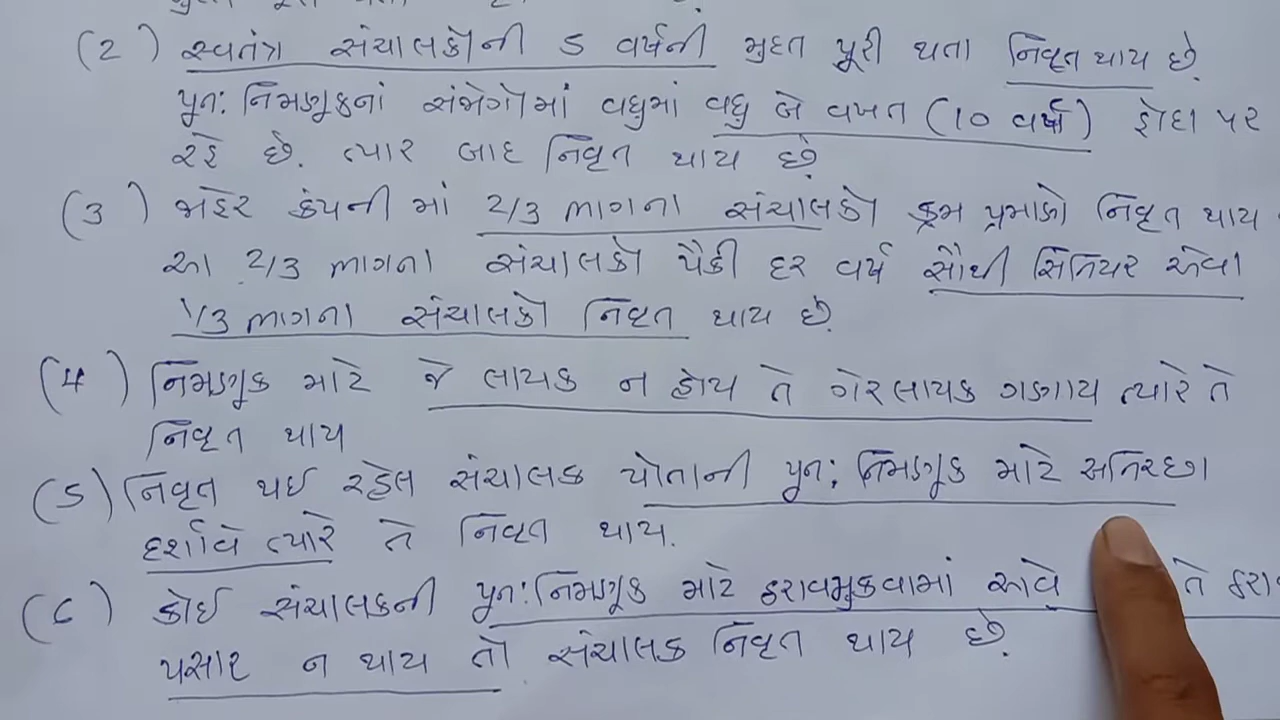 (2) સ્વતંત્ર સંચાલકોની 5 વર્ષની મુદત પૂરી થતા નિવૃત થાય છે.
પુન: નિમણૂકનાં સંજોગોમાં વધુમાં વધુ બે વખત (10 વર્ષ) હોદા પર
રહે છે. ત્યાર બાદ નિવૃત થાય છે.
(3) જાહેર કંપની માં 2/3 ભાગના સંચાલકો ક્રમ પ્રમાણે નિવૃત થાય
આ 2/3 ભાગના સંચાલકો પૈકી દર વર્ષ સૌથી સિનિયર એવા
1/3 ભાગના સંચાલકો નિવૃત થાય છે.
(4) નિમણૂક માટે જે લાયક ન હોય તે ગેરલાયક ગણાય ત્યારે તે
નિવૃત થાય
(5) નિવૃત થઈ રહેલ સંચાલક પોતાની પુન: નિમણૂક માટે અનિચ્છા
દર્શાવે ત્યારે તે નિવૃત થાય.
(6) કોઈ સંચાલકની પુન: નિમણૂક માટે ઠરાવમુકવામાં આવે તે
પસાર ન થાય તો સંચાલક નિવૃત થાય છે.